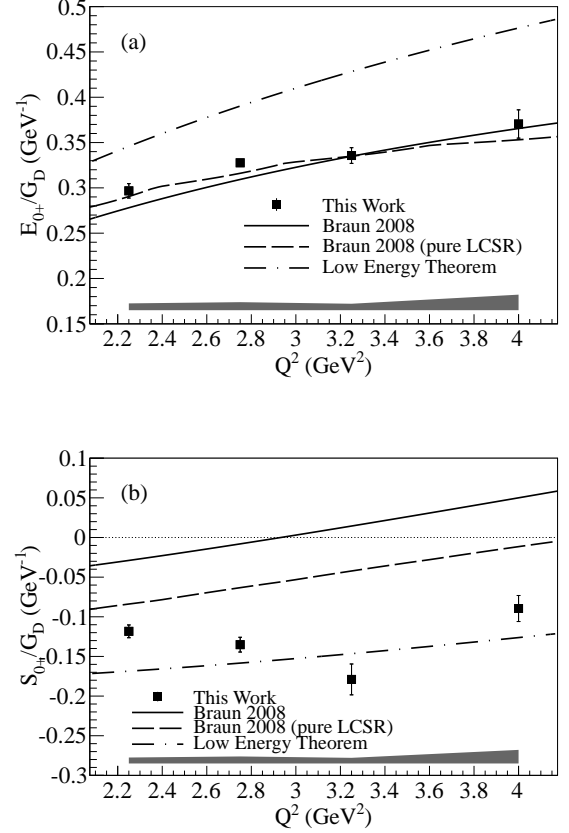 0.5
(a)
0.45
0.4
0.35
0.3
0.25
0.2
0.15
E₀₊/G_D (GeV⁻¹)
This Work
Braun 2008
Braun 2008 (pure LCSR)
Low Energy Theorem
2.2 2.4 2.6 2.8 3 3.2 3.4 3.6 3.8 4
Q² (GeV²)
0.1
(b)
0.05
0
-0.05
-0.1
-0.15
-0.2
-0.25
-0.3
S₀₊/G_D (GeV⁻¹)
This Work
Braun 2008
Braun 2008 (pure LCSR)
Low Energy Theorem
2.2 2.4 2.6 2.8 3 3.2 3.4 3.6 3.8 4
Q² (GeV²)